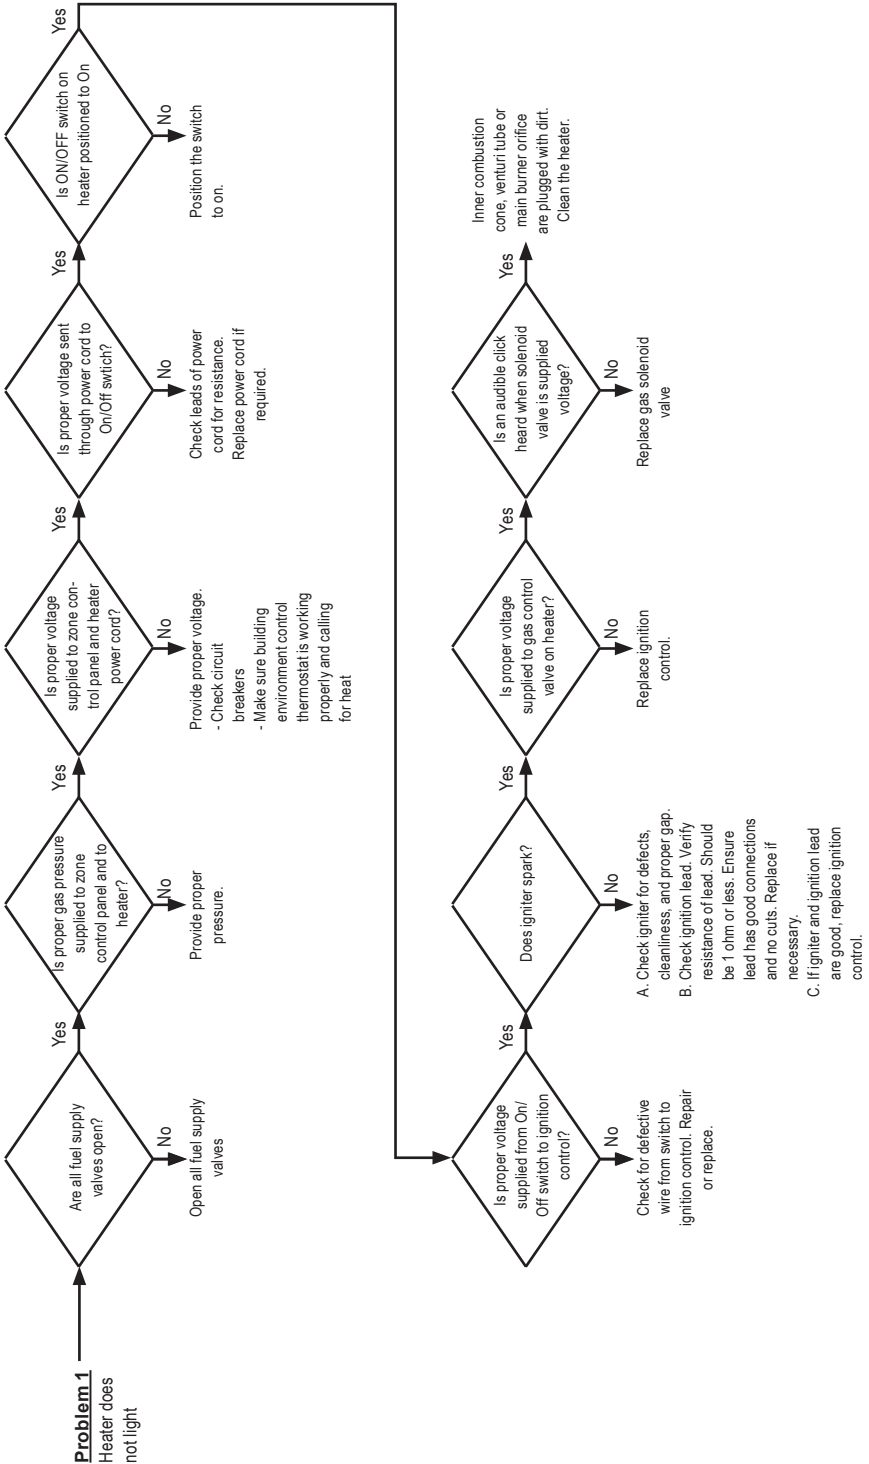 Problem 1
Heater does
not light
Are all fuel supply
valves open?
Yes
No
Open all fuel supply
valves
Is proper gas pressure
supplied to zone
control panel and to
heater?
Yes
No
Provide proper
pressure.
Is proper voltage
supplied to zone con-
trol panel and heater
power cord?
Yes
No
Provide proper voltage.
- Check circuit
breakers
- Make sure building
environment control
thermostat is working
properly and calling
for heat
Is proper voltage sent
through power cord to
On/Off swtich?
Yes
No
Check leads of power
cord for resistance.
Replace power cord if
required.
Is ON/OFF switch on
heater positioned to On
Yes
No
Position the switch
to on.
Is proper voltage
supplied from On/
Off switch to ignition
control?
Yes
No
Check for defective
wire from switch to
ignition control. Repair
or replace.
Does igniter spark?
Yes
No
A. Check igniter for defects,
cleanliness, and proper gap.
B. Check ignition lead. Verify
resistance of lead. Should
be 1 ohm or less. Ensure
lead has good connections
and no cuts. Replace if
necessary.
C. If igniter and ignition lead
are good, replace ignition
control.
Is proper voltage
supplied to gas control
valve on heater?
Yes
No
Replace ignition
control.
Is an audible click
heard when solenoid
valve is supplied
voltage?
Yes
No
Replace gas solenoid
valve
Inner combustion
cone, venturi tube or
main burner orifice
are plugged with dirt.
Clean the heater.